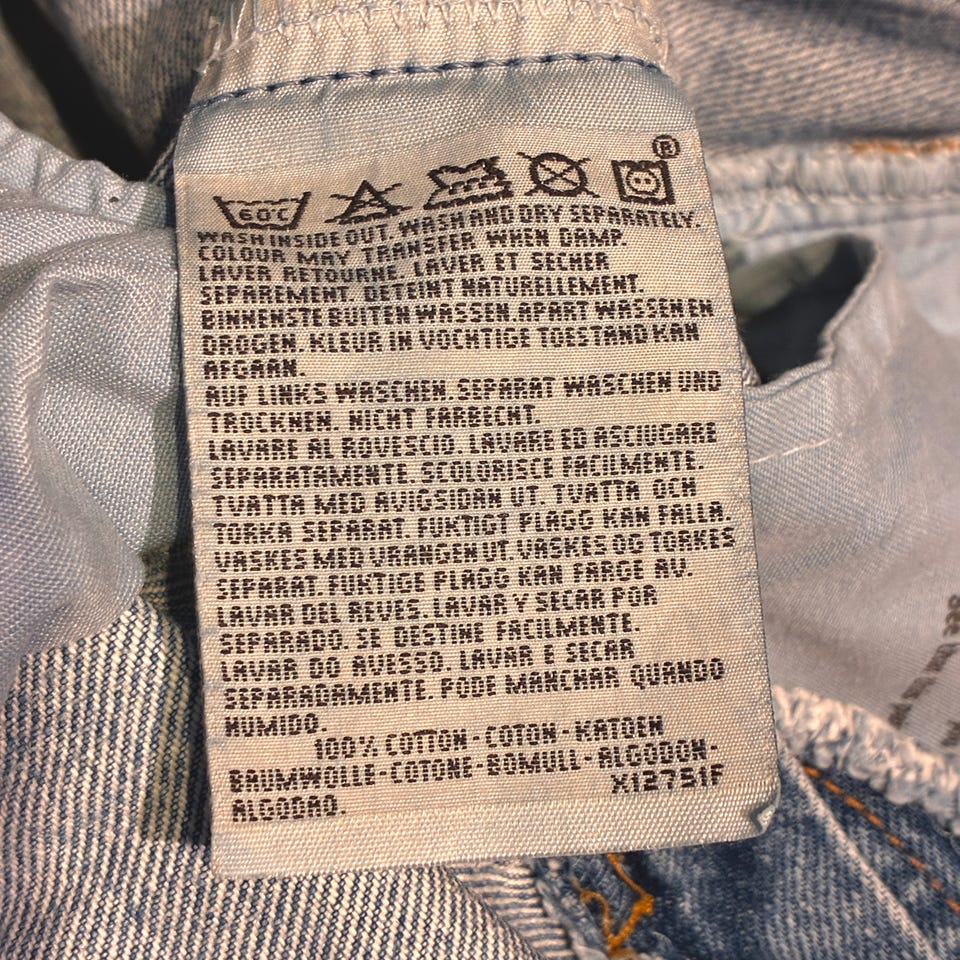 ®
60C
WASH INSIDE OUT. WASH AND DRY SEPARATELY.
COLOUR MAY TRANSFER WHEN DAMP.
LAVER RETOURNE. LAVER ET SECHER
SEPAREMENT. DETEINT NATURELLEMENT.
BINNENSTE BUITEN WASSEN. APART WASSEN EN
DROGEN. KLEUR IN VOCHTIGE TOESTAND KAN
AFGAAN.
AUF LINKS WASCHEN. SEPARAT WASCHEN UND
TROCKNEN. NICHT FARBECHT.
LAVARE AL ROVESCIO. LAVARE ED ASCIUGARE
SEPARATAMENTE. SCOLORISCE FACILMENTE.
TVATTA MED AVIGSIDAN UT. TVATTA OCH
TORKA SEPARAT. FUKTIGT PLAGG KAN FALLA.
VASKES MED VRANGEN UT. VASKES OG TORKES
SEPARAT. FUKTIGE PLAGG KAN FARGE AV.
LAVAR DEL REVES. LAVAR Y SECAR POR
SEPARADO. SE DESTINE FACILMENTE.
LAVAR DO AVESSO. LAVAR E SECAR
SEPARADAMENTE. PODE MANCHAR QUANDO
HUMIDO.
100% COTTON - COTON - KATOEN
BAUMWOLLE - COTONE - BOMULL - ALGODON -
ALGODAO. X12751F